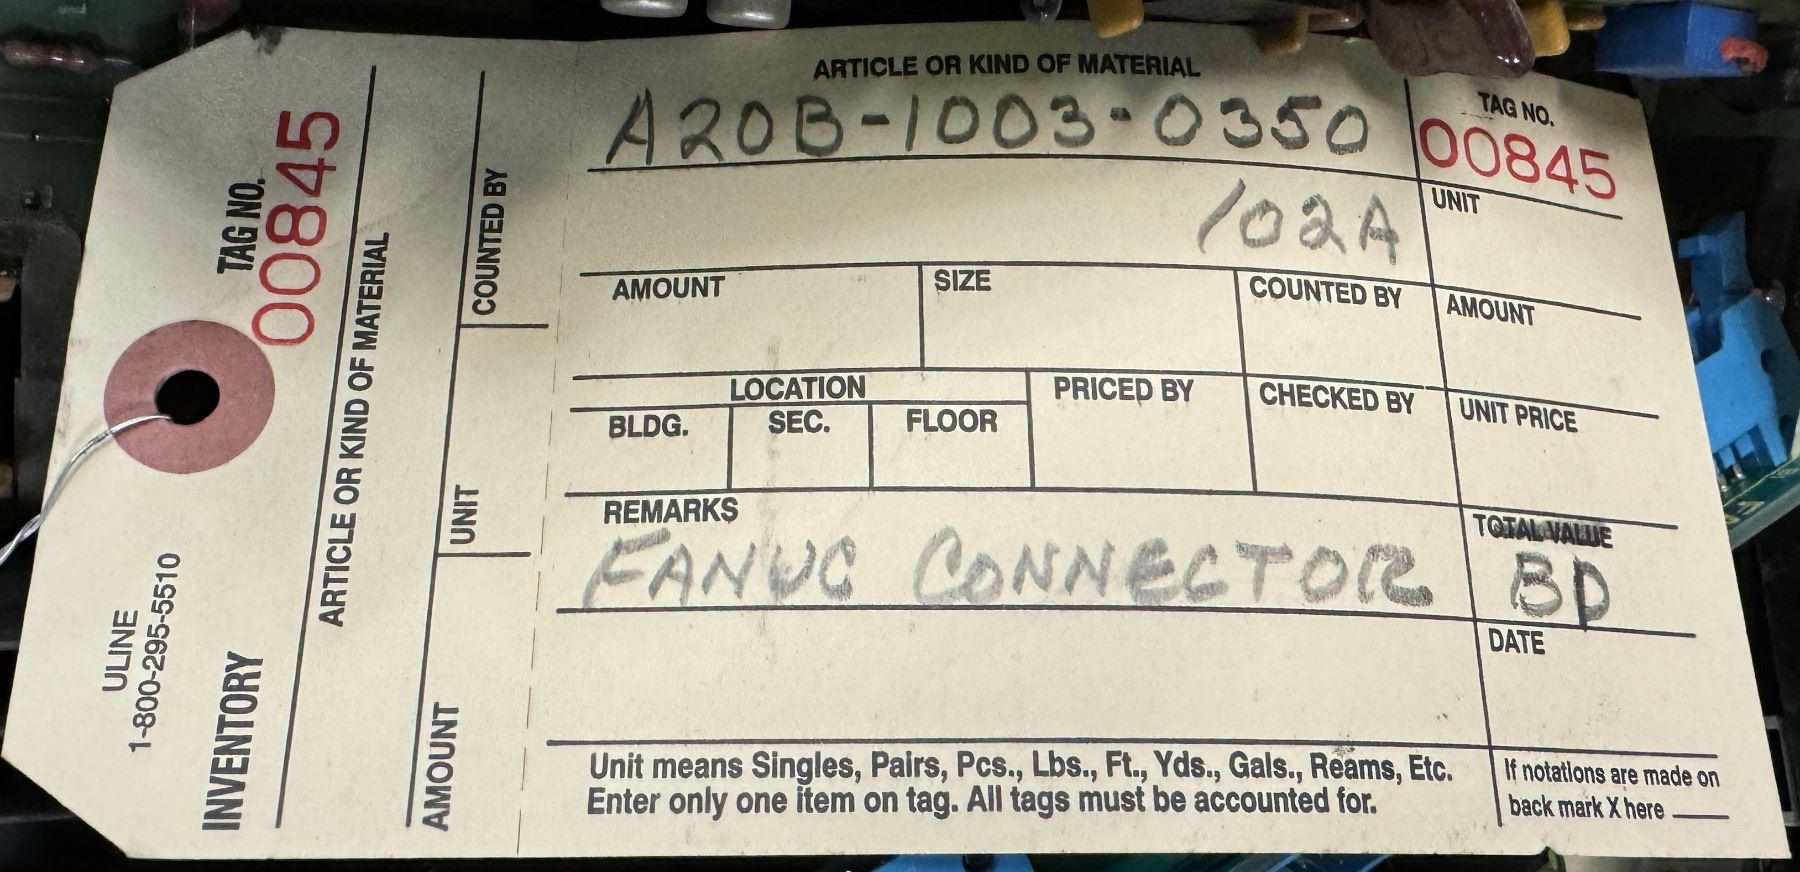 ARTICLE OR KIND OF MATERIAL
A20B-1003-0350
102A
TAG NO.
00845
UNIT
AMOUNT
SIZE
COUNTED BY
AMOUNT
LOCATION
BLDG.
SEC.
FLOOR
PRICED BY
CHECKED BY
UNIT PRICE
REMARKS
FANUC CONNECTOR
TOTAL VALUE
BD
DATE
Unit means Singles, Pairs, Pcs., Lbs., Ft., Yds., Gals., Reams, Etc.
Enter only one item on tag. All tags must be accounted for.
If notations are made on
back mark X here
ULINE
1-800-295-5510
INVENTORY
TAG NO.
00845
ARTICLE OR KIND OF MATERIAL
AMOUNT
UNIT
COUNTED BY